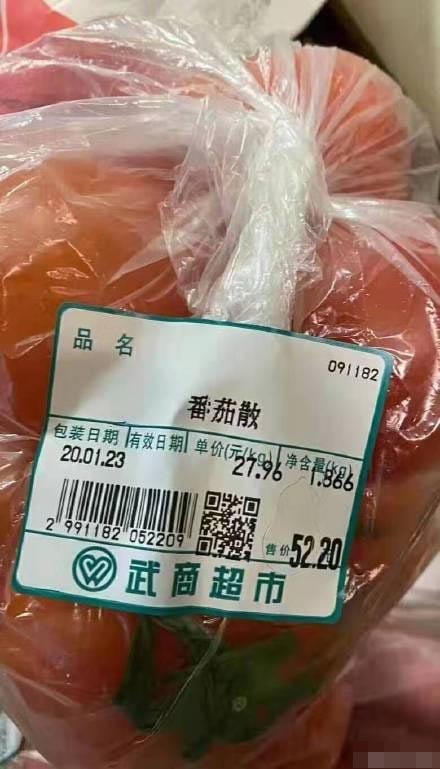 品 名
091182
番茄散
包装日期 有效日期 单价(元/kg) 净含量(kg)
20.01.23 27.96 1.866
2 991182 052209
售价 52.20
武商超市